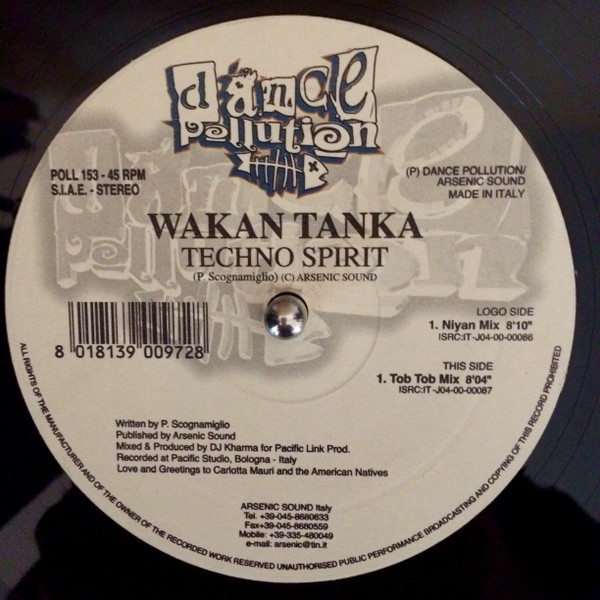 dance
pollution
POLL 153 - 45 RPM
S.I.A.E. - STEREO
(P) DANCE POLLUTION/
ARSENIC SOUND
MADE IN ITALY
WAKAN TANKA
TECHNO SPIRIT
(P. Scognamiglio) (C) ARSENIC SOUND
8 018139 009728
LOGO SIDE
1. Niyan Mix 8'10"
ISRC:IT-J04-00-00086
THIS SIDE
1. Tob Tob Mix 8'04"
ISRC:IT-J04-00-00087
Written by P. Scognamiglio
Published by Arsenic Sound
Mixed & Produced by DJ Kharma for Pacific Link Prod.
Recorded at Pacific Studio, Bologna - Italy
Love and Greetings to Carlotta Mauri and the American Natives
ARSENIC SOUND Italy
Tel. +39-045-8680633
Fax+39-045-8680559
Mobile: +39-335-480049
e-mail: arsenic@tin.it
ALL RIGHTS OF THE MANUFACTURER AND OF THE OWNER OF THE RECORDED WORK RESERVED UNAUTHORISED PUBLIC PERFORMANCE BROADCASTING AND COPYING OF THIS RECORD PROHIBITED